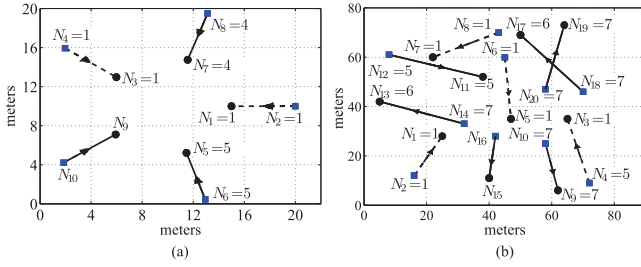 20
16
12
8
4
0
0 4 8 12 16 20
meters
meters
N₄=1
N₃=1
N₈=4
N₇=4
N₁=1
N₂=1
N₉
N₁₀
N₅=5
N₆=5
(a)
80
60
40
20
0
0 20 40 60 80
meters
meters
N₈=1
N₁₇=6
N₁₉=7
N₇=1
N₆=1
N₁₂=5
N₁₁=5
N₁₃=6
N₂₀=7
N₁₈=7
N₁₄=7
N₅=1
N₃=1
N₁=1
N₁₆
N₁₀=7
N₂=1
N₁₅
N₉=7
N₄=5
(b)